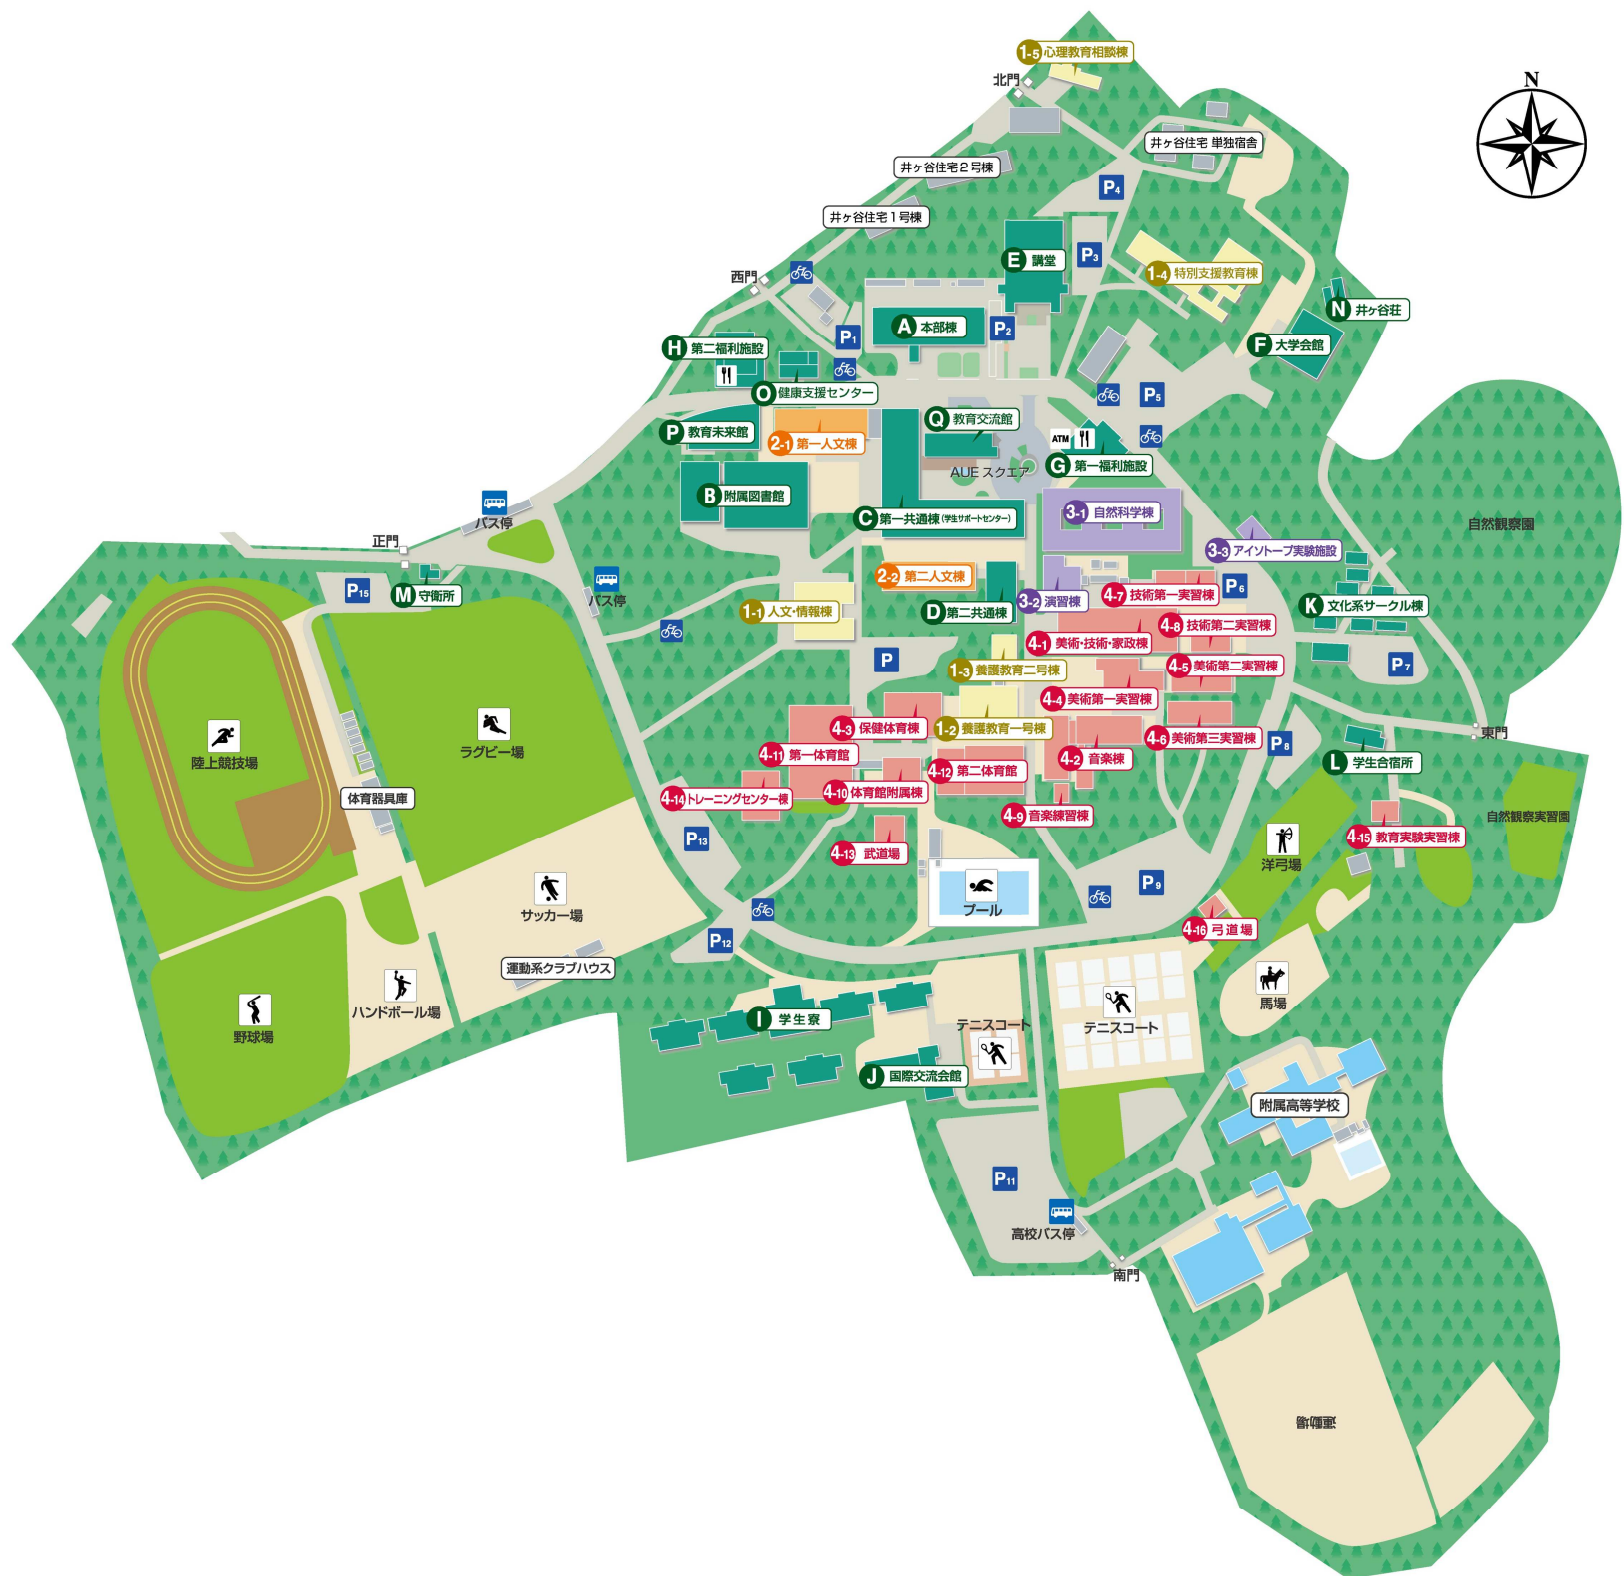 1-5 心理教育相談棟
N
北門
井ヶ谷住宅 単独宿舎
井ヶ谷住宅2号棟
P4
井ヶ谷住宅1号棟
E 講堂
P3
1-4 特別支援教育棟
西門
N 井ヶ谷荘
A 本部棟
P2
P1
F 大学会館
H 第二福利施設
O 健康支援センター
P5
Q 教育交流館
P 教育未来館
2-1 第一人文棟
ATM
G 第一福利施設
AUEスクエア
B 附属図書館
3-1 自然科学棟
C 第一共通棟(学生サポートセンター)
バス停
自然観察園
正門
3-3 アイソトープ実験施設
2-2 第二人文棟
P15
M 守衛所
バス停
P6
4-7 技術第一実習棟
3-2 演習棟
K 文化系サークル棟
1-1 人文・情報棟
D 第二共通棟
4-8 技術第二実習棟
4-1 美術・技術・家政棟
P
P7
4-5 美術第二実習棟
1-3 養護教育二号棟
4-4 美術第一実習棟
ラグビー場
4-3 保健体育棟
1-2 養護教育一号棟
4-6 美術第三実習棟
P8
東門
陸上競技場
4-11 第一体育館
4-2 音楽棟
L 学生合宿所
4-12 第二体育館
体育器具庫
4-14 トレーニングセンター棟
4-10 体育館附属棟
4-9 音楽練習棟
自然観察実習園
P13
4-15 教育実験実習棟
4-13 武道場
洋弓場
P9
サッカー場
プール
4-16 弓道場
P12
運動系クラブハウス
馬場
ハンドボール場
I 学生寮
テニスコート
テニスコート
野球場
J 国際交流会館
附属高等学校
P11
高校バス停
南門
運動場